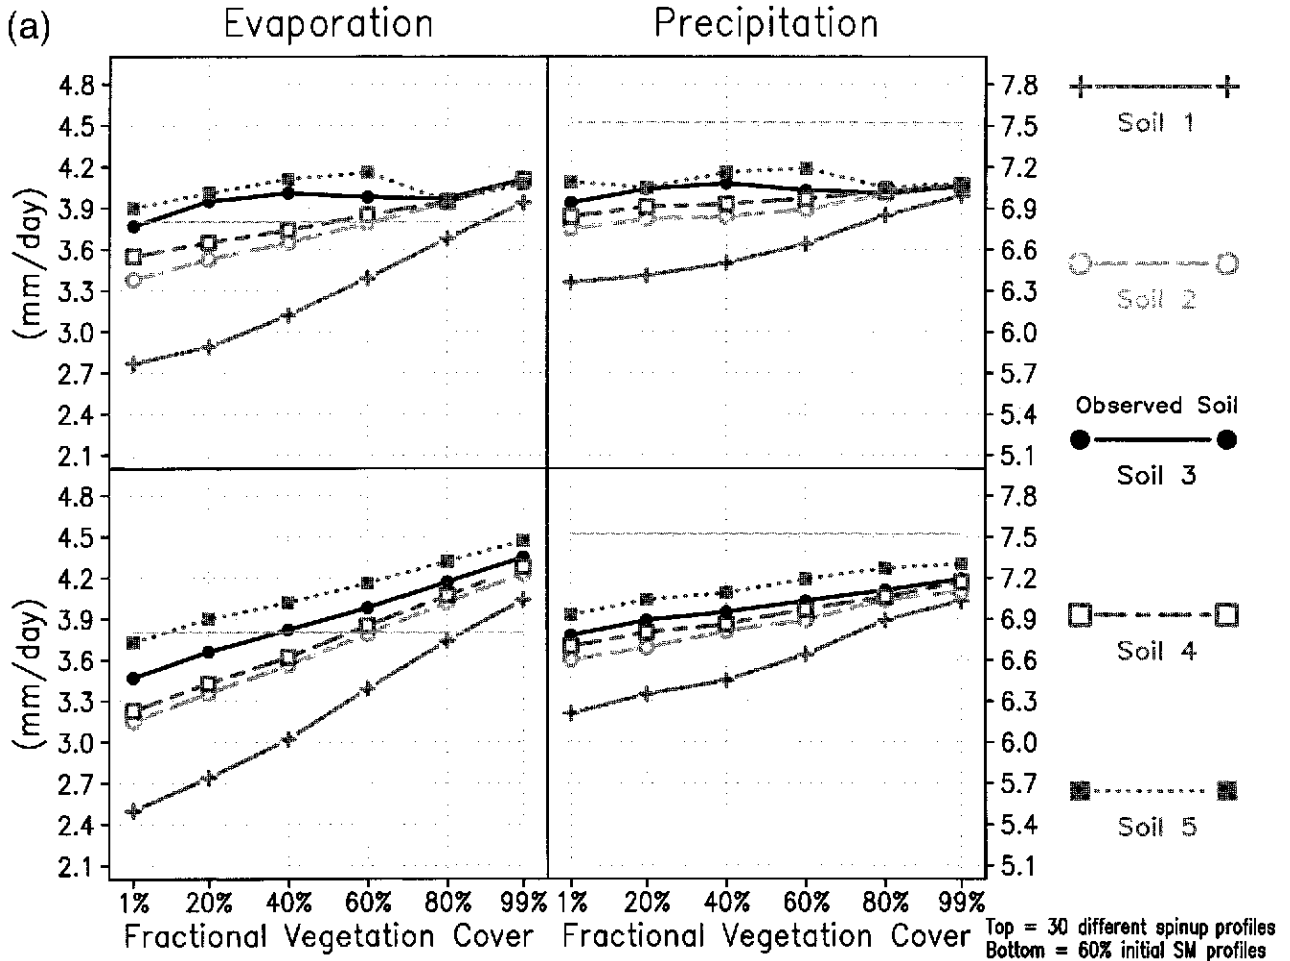 (a)
Evaporation
Precipitation
(mm/day)
4.8
4.5
4.2
3.9
3.6
3.3
3.0
2.7
2.4
2.1
7.8
7.5
7.2
6.9
6.6
6.3
6.0
5.7
5.4
5.1
(mm/day)
4.8
4.5
4.2
3.9
3.6
3.3
3.0
2.7
2.4
2.1
7.8
7.5
7.2
6.9
6.6
6.3
6.0
5.7
5.4
5.1
1% 20% 40% 60% 80% 99%
1% 20% 40% 60% 80% 99%
Fractional Vegetation Cover
Fractional Vegetation Cover
Soil 1
Soil 2
Observed Soil
Soil 3
Soil 4
Soil 5
Top = 30 different spinup profiles
Bottom = 60% initial SM profiles